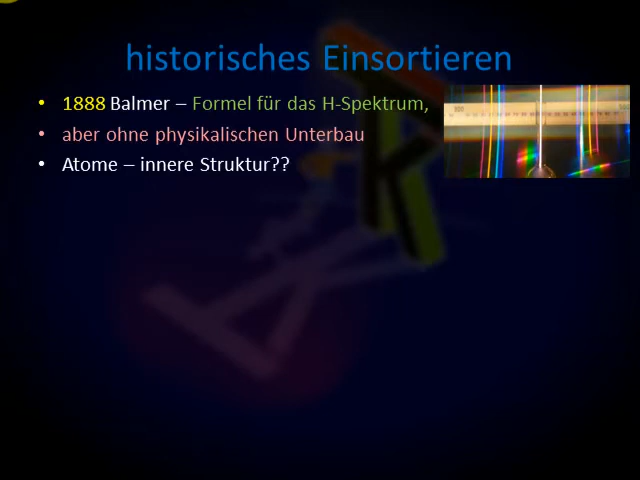 historisches Einsortieren
• 1888 Balmer – Formel für das H-Spektrum,
• aber ohne physikalischen Unterbau
• Atome – innere Struktur??